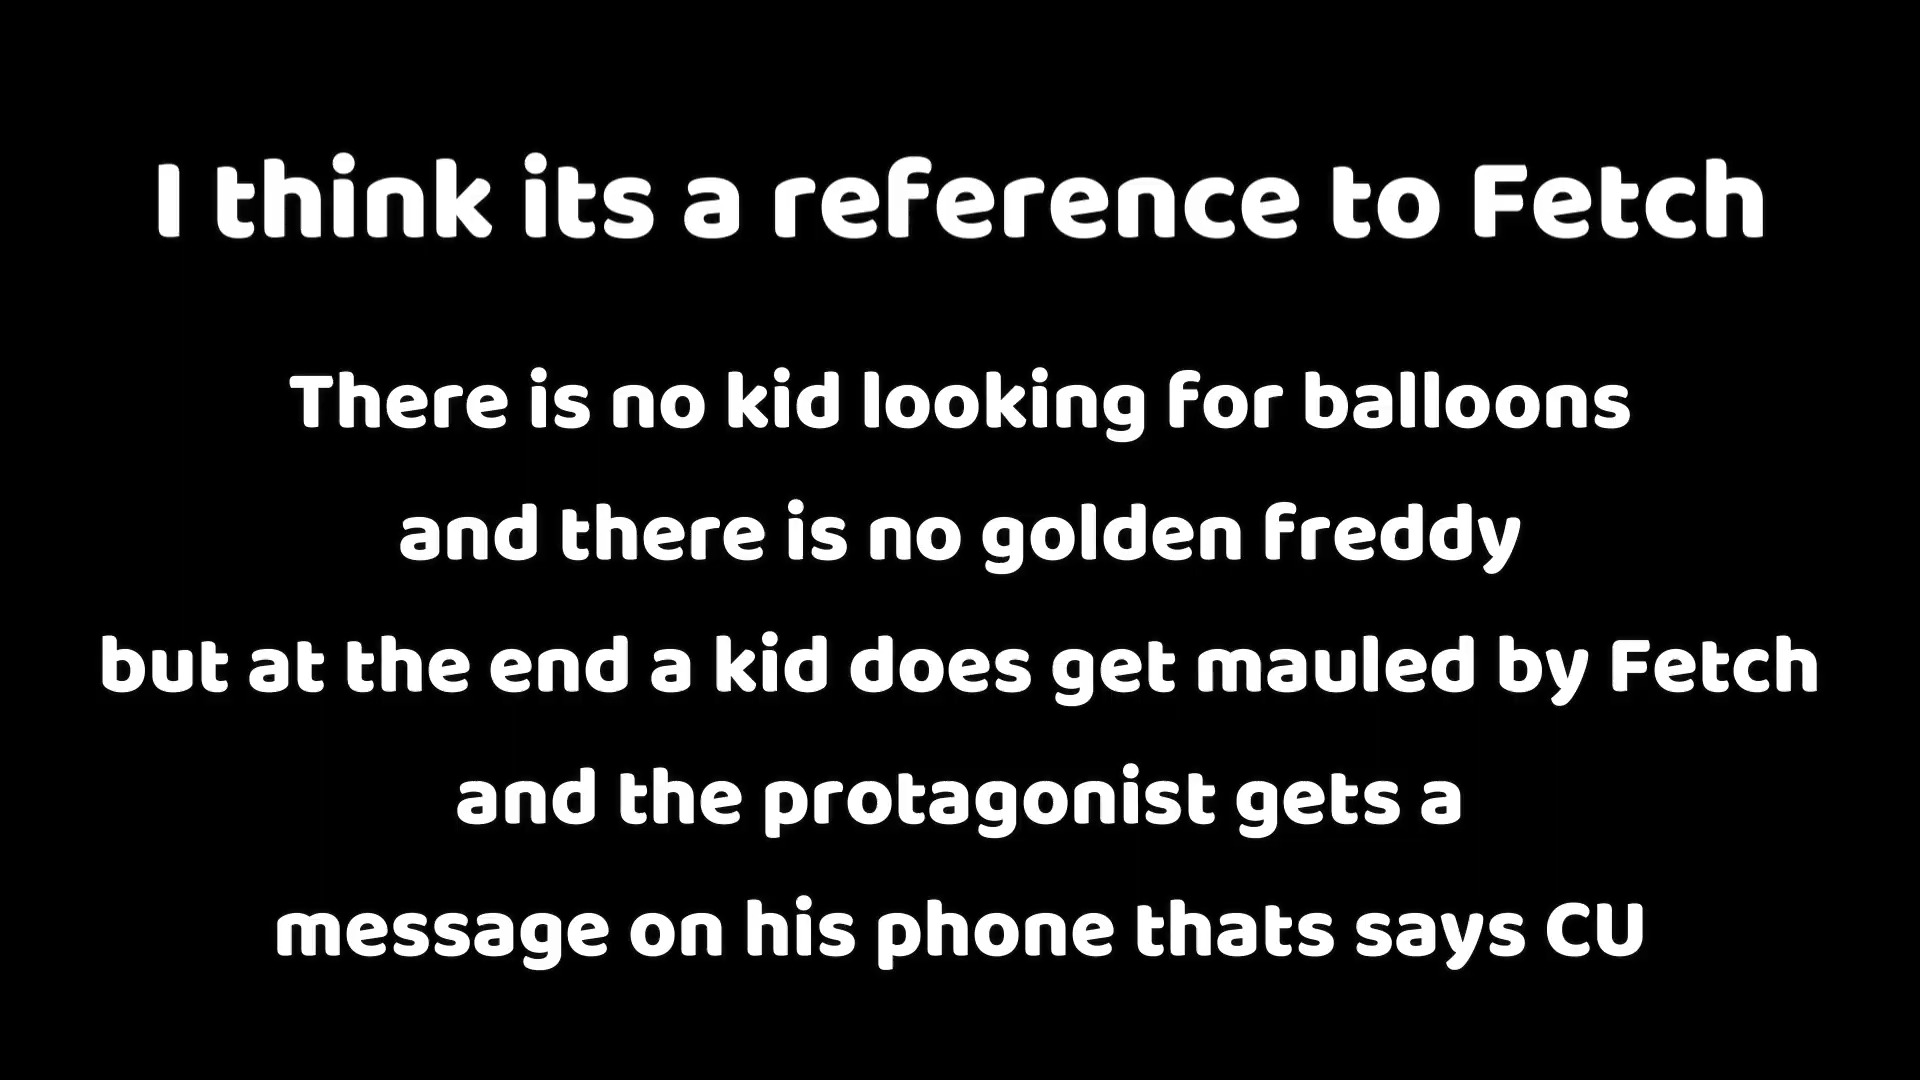 I think its a reference to Fetch
There is no kid looking for balloons
and there is no golden freddy
but at the end a kid does get mauled by Fetch
and the protagonist gets a
message on his phone thats says CU